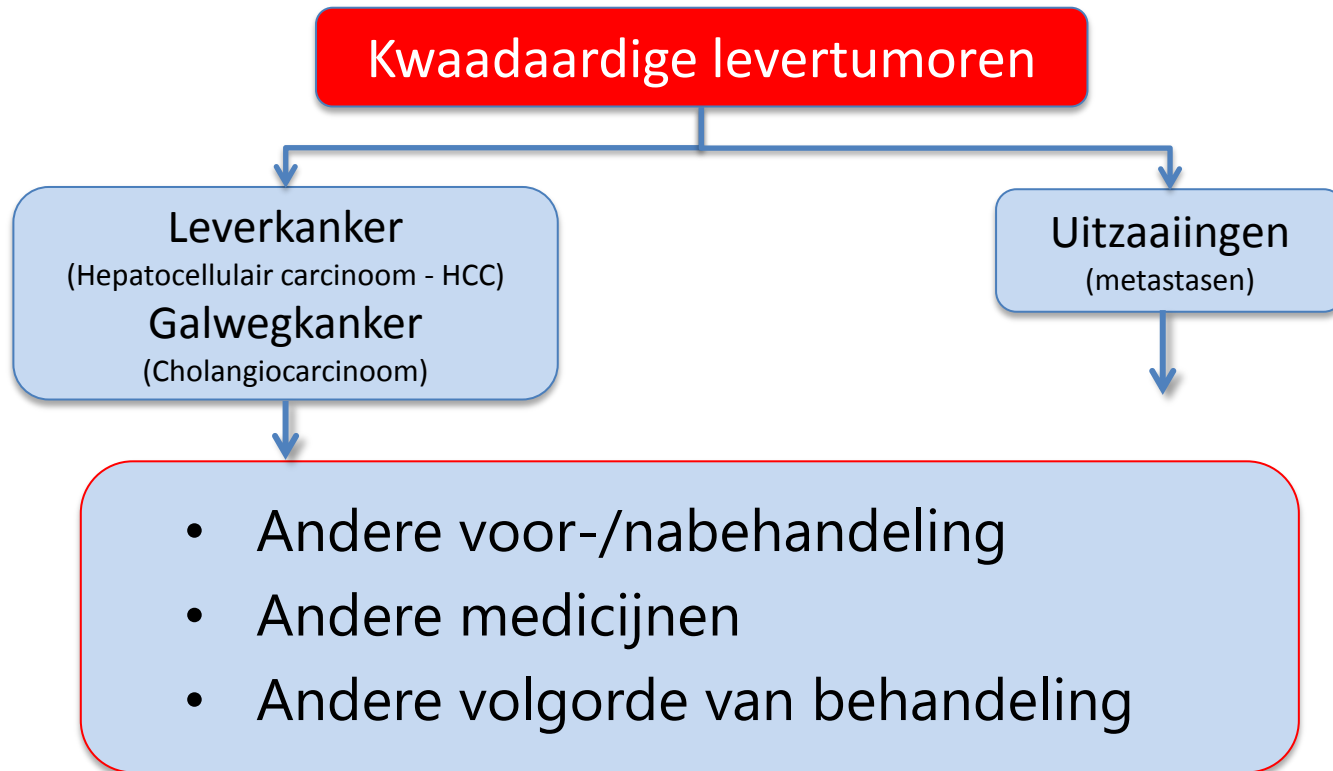 Kwaadaardige levertumoren
Leverkanker
(Hepatocellulair carcinoom - HCC)
Galwegkanker
(Cholangiocarcinoom)
Uitzaaiingen
(metastasen)
• Andere voor-/nabehandeling
• Andere medicijnen
• Andere volgorde van behandeling